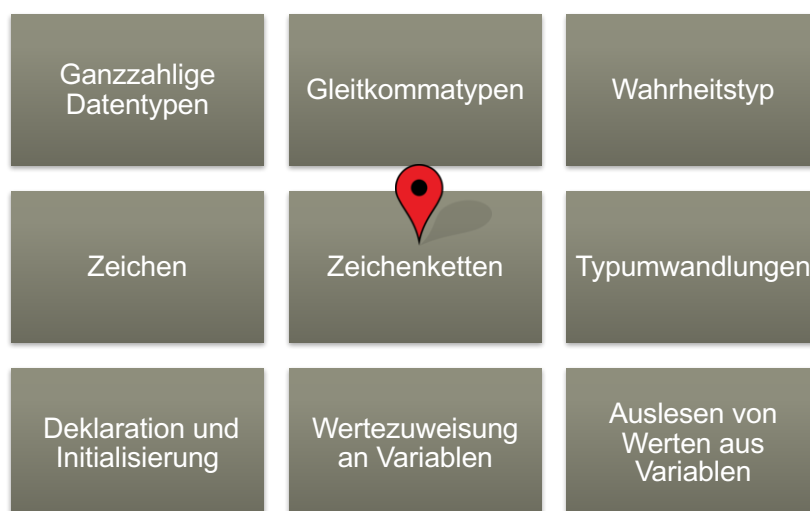 Ganzzahlige
Datentypen
Gleitkommatypen
Wahrheitstyp
Zeichen
Zeichenketten
Typumwandlungen
Deklaration und
Initialisierung
Wertezuweisung
an Variablen
Auslesen von
Werten aus
Variablen